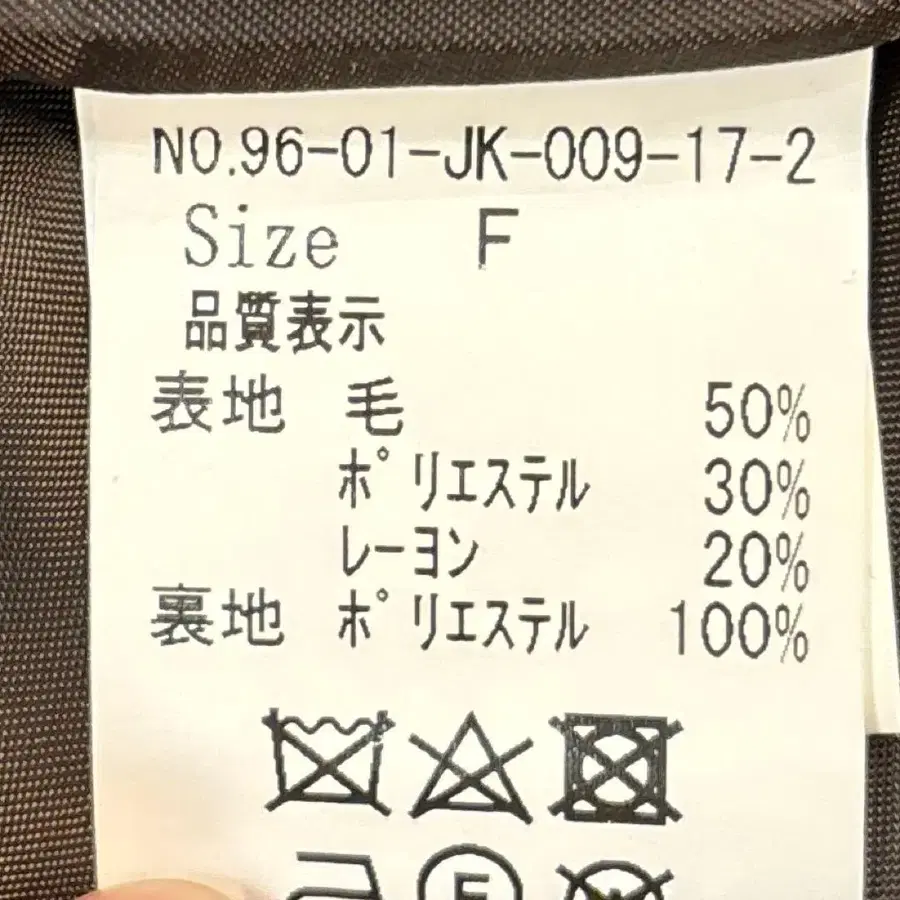 NO.96-01-JK-009-17-2
Size F
品質表示
表地 毛 50%
ポリエステル 30%
レーヨン 20%
裏地 ポリエステル 100%